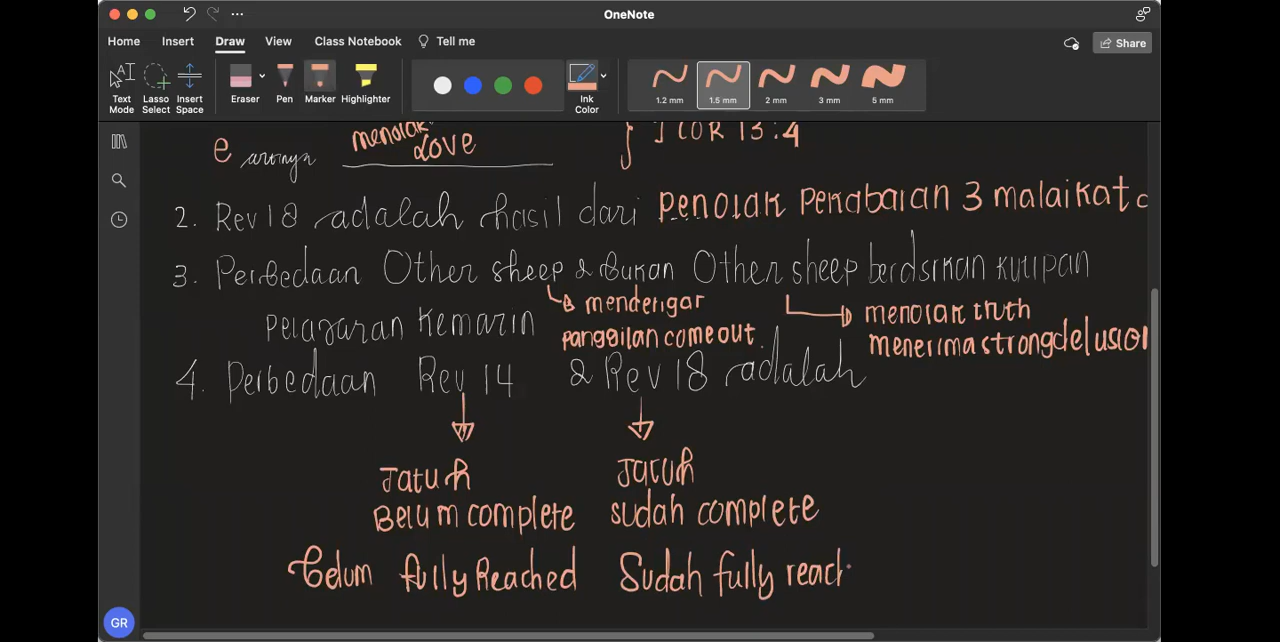 OneNote
Home Insert Draw View Class Notebook Tell me Share
Text Mode Lasso Select Insert Space Eraser Pen Marker Highlighter Ink Color 1.2 mm 1.5 mm 2 mm 3 mm 5 mm
menolak
e artinya Love } 1 COR 13:4
2. Rev 18 adalah hasil dari penolak Pekabaran 3 malaikat d
3. Perbedaan Other sheep & Bukan Other sheep berdsrkan kutipan
mendengar menolak truth
pelajaran kemarin panggilan come out. menerima strong delusion
4. Perbedaan Rev 14 & Rev 18 adalah
Jatuh Jatuh
Belum complete sudah complete
Belum fully Reached Sudah fully reach
GR